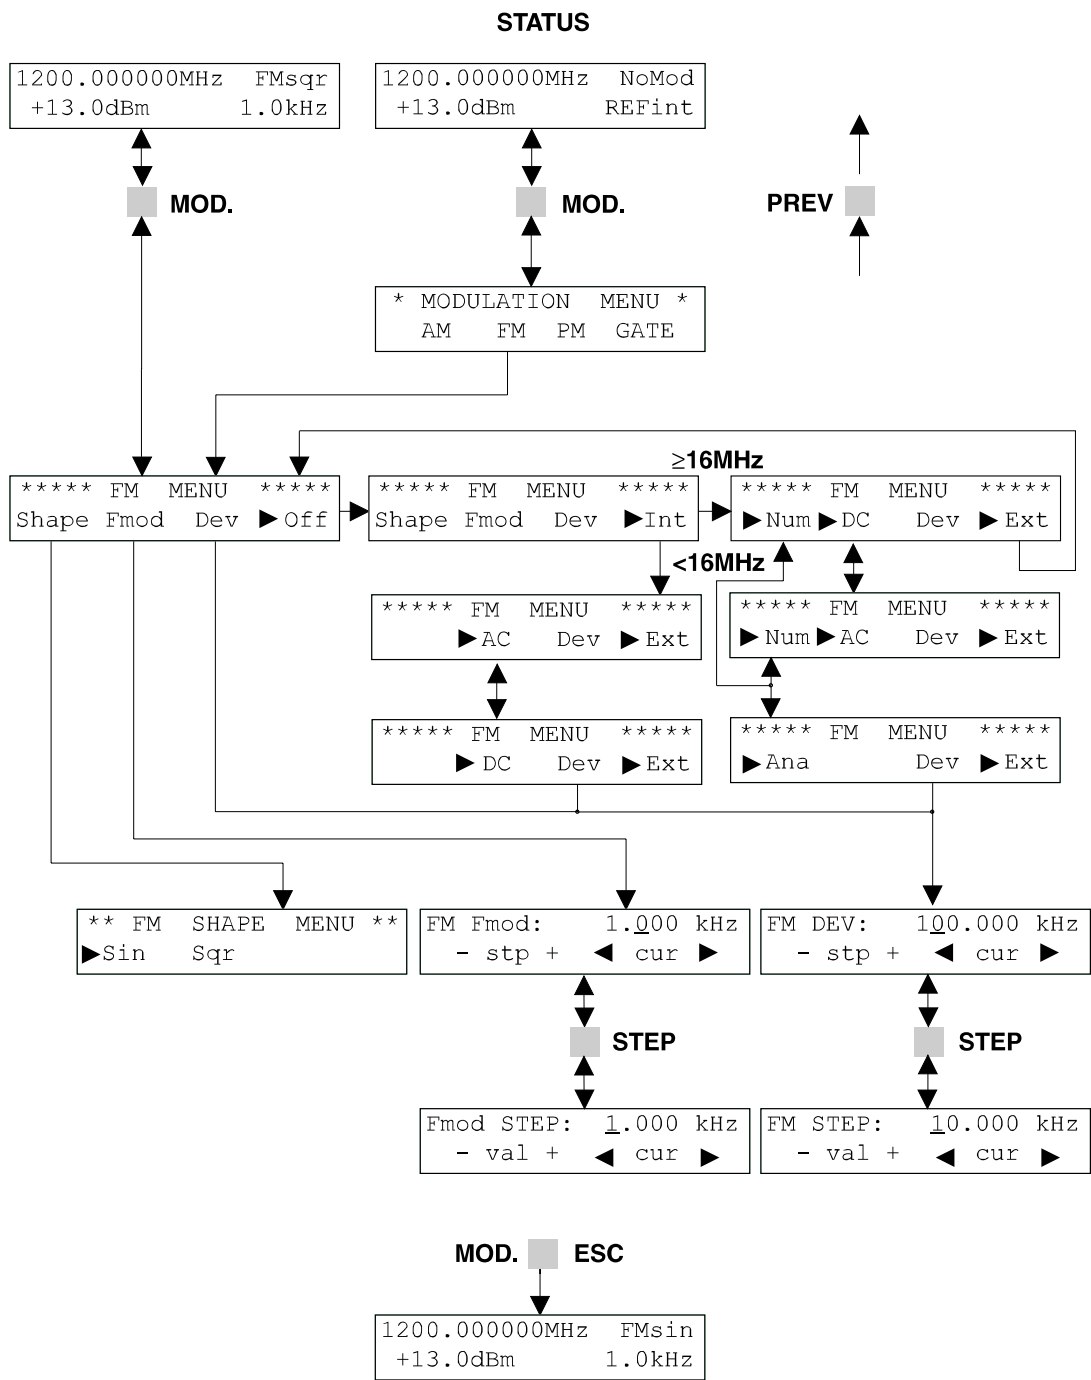 STATUS
1200.000000MHz FMsqr
+13.0dBm 1.0kHz
1200.000000MHz NoMod
+13.0dBm REFint
MOD.
MOD.
PREV
* MODULATION MENU *
AM FM PM GATE
≥16MHz
***** FM MENU *****
Shape Fmod Dev ▶Off
***** FM MENU *****
Shape Fmod Dev ▶Int
***** FM MENU *****
▶Num ▶DC Dev ▶Ext
<16MHz
***** FM MENU *****
▶AC Dev ▶Ext
***** FM MENU *****
▶Num ▶AC Dev ▶Ext
***** FM MENU *****
▶DC Dev ▶Ext
***** FM MENU *****
▶Ana Dev ▶Ext
** FM SHAPE MENU **
▶Sin Sqr
FM Fmod: 1.000 kHz
- stp + ◀ cur ▶
FM DEV: 100.000 kHz
- stp + ◀ cur ▶
STEP
STEP
Fmod STEP: 1.000 kHz
- val + ◀ cur ▶
FM STEP: 10.000 kHz
- val + ◀ cur ▶
MOD. ESC
1200.000000MHz FMsin
+13.0dBm 1.0kHz